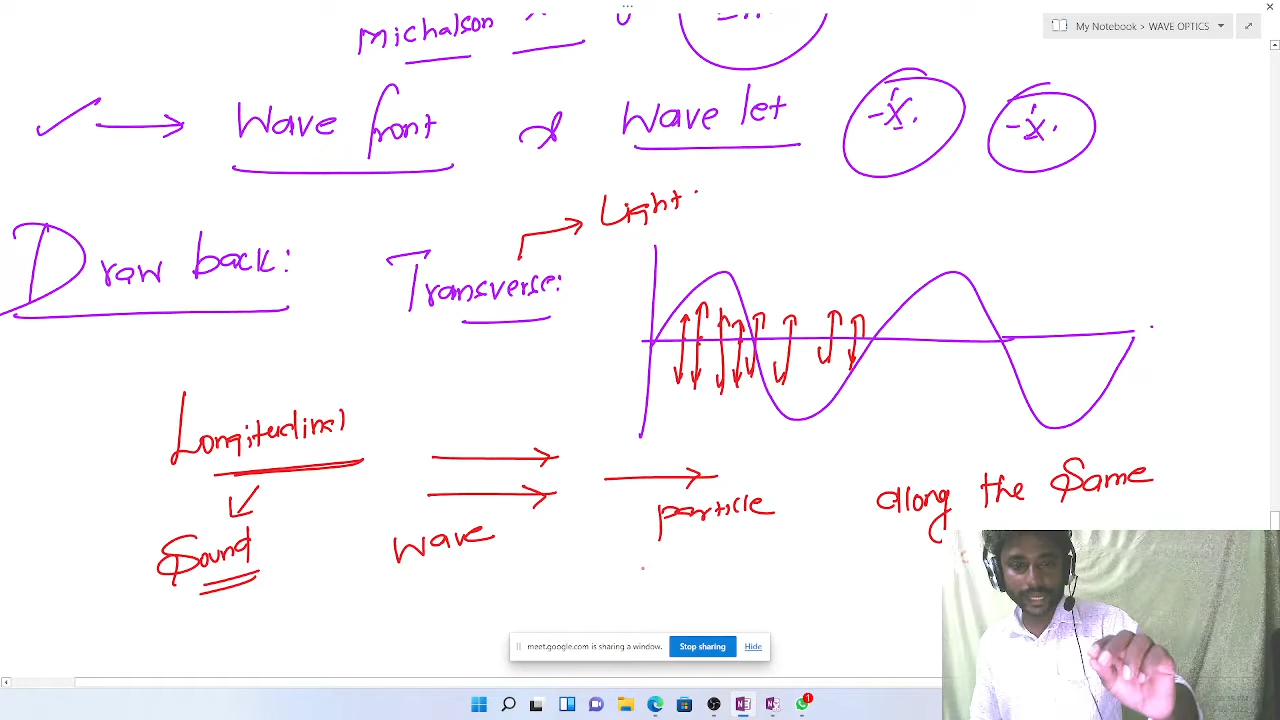 Michalson
My Notebook > WAVE OPTICS
Wave front & Wave let -x. -x.
Light.
Draw back: Transverse:
Longitudinal
along the Same
particle
Sound wave
meet.google.com is sharing a window. Stop sharing Hide
1